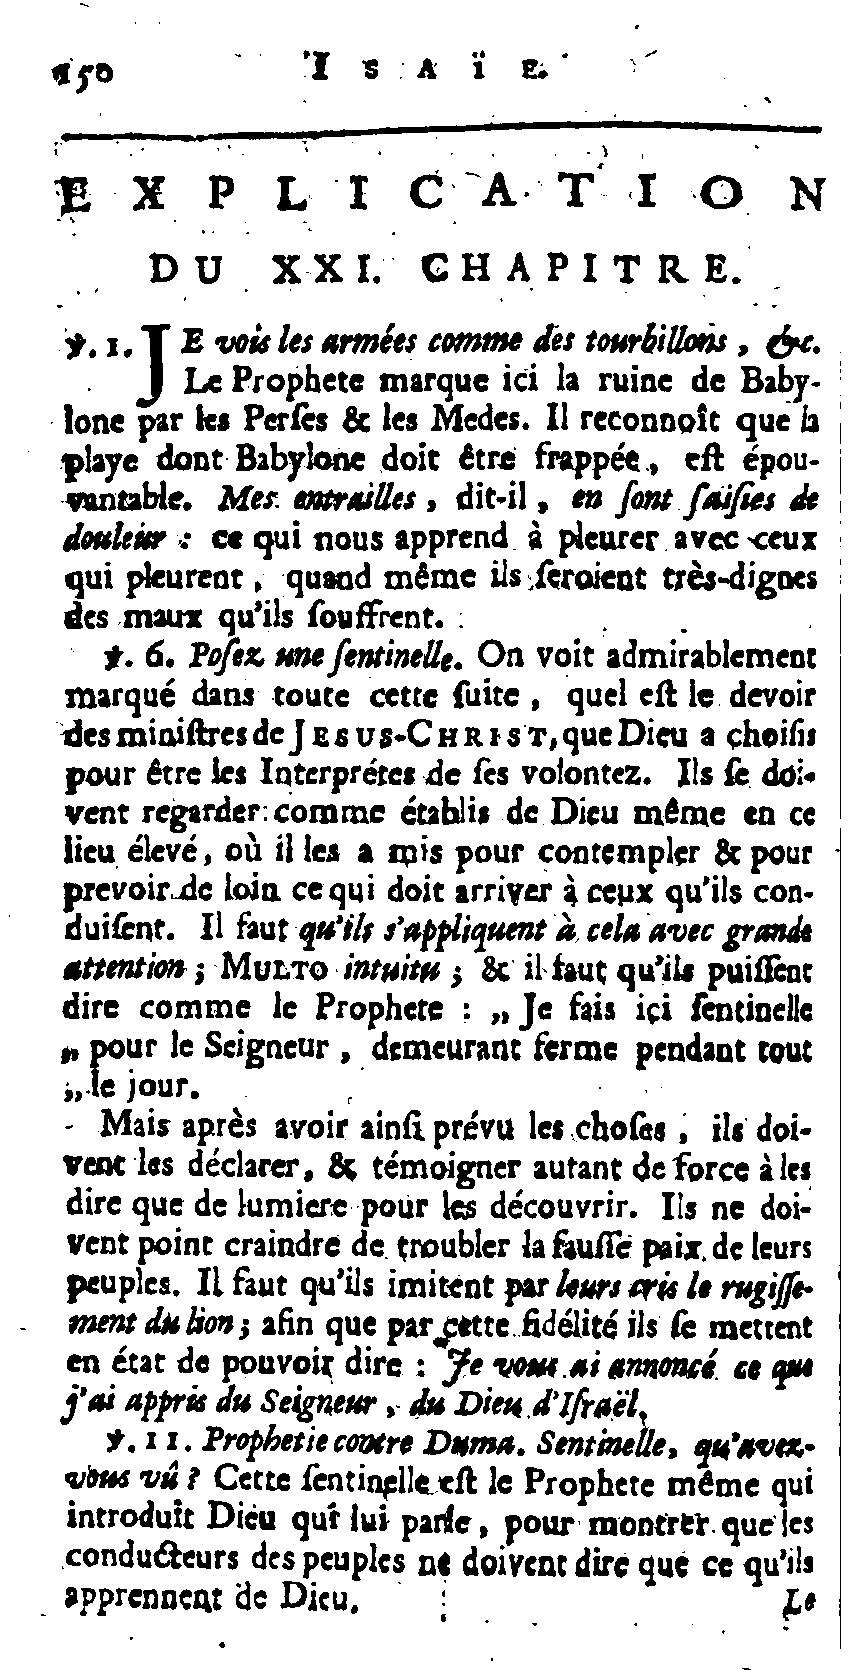 150 ISAÏE.
EXPLICATION
DU XXI. CHAPITRE.
℣. 1. JE vois les armées comme des tourbillons, &c.
Le Prophete marque ici la ruine de Baby-
lone par les Perſes & les Medes. Il reconnoît que la
playe dont Babylone doit être frappée, eſt épou-
vantable. Mes entrailles, dit-il, en ſont ſaiſies de
douleur : ce qui nous apprend à pleurer avec ceux
qui pleurent, quand même ils ſeroient très-dignes
des maux qu'ils ſouffrent.
℣. 6. Poſez une ſentinelle. On voit admirablement
marqué dans toute cette ſuite, quel eſt le devoir
des miniſtres de JESUS-CHRIST, que Dieu a choiſis
pour être les Interprétes de ſes volontez. Ils ſe doi-
vent regarder comme établis de Dieu même en ce
lieu élevé, où il les a mis pour contempler & pour
prevoir de loin ce qui doit arriver à ceux qu'ils con-
duiſent. Il faut qu'ils s'appliquent à cela avec grande
attention ; MULTO intuitu ; & il faut qu'ils puiſſent
dire comme le Prophete : „ Je fais ici ſentinelle
„ pour le Seigneur, demeurant ferme pendant tout
„ le jour.
Mais après avoir ainſi prévu les choſes, ils doi-
vent les déclarer, & témoigner autant de force à les
dire que de lumiere pour les découvrir. Ils ne doi-
vent point craindre de troubler la fauſſe paix de leurs
peuples. Il faut qu'ils imitent par leurs cris le rugiſſe-
ment du lion ; afin que par cette fidélité ils ſe mettent
en état de pouvoir dire : Je vous ai annoncé ce que
j'ai appris du Seigneur, du Dieu d'Iſraël.
℣. 11. Prophetie contre Duma. Sentinelle, qu'avez-
vous vû ? Cette ſentinelle eſt le Prophete même qui
introduit Dieu qui lui parle, pour montrer que les
conducteurs des peuples ne doivent dire que ce qu'ils
apprennent de Dieu. Le